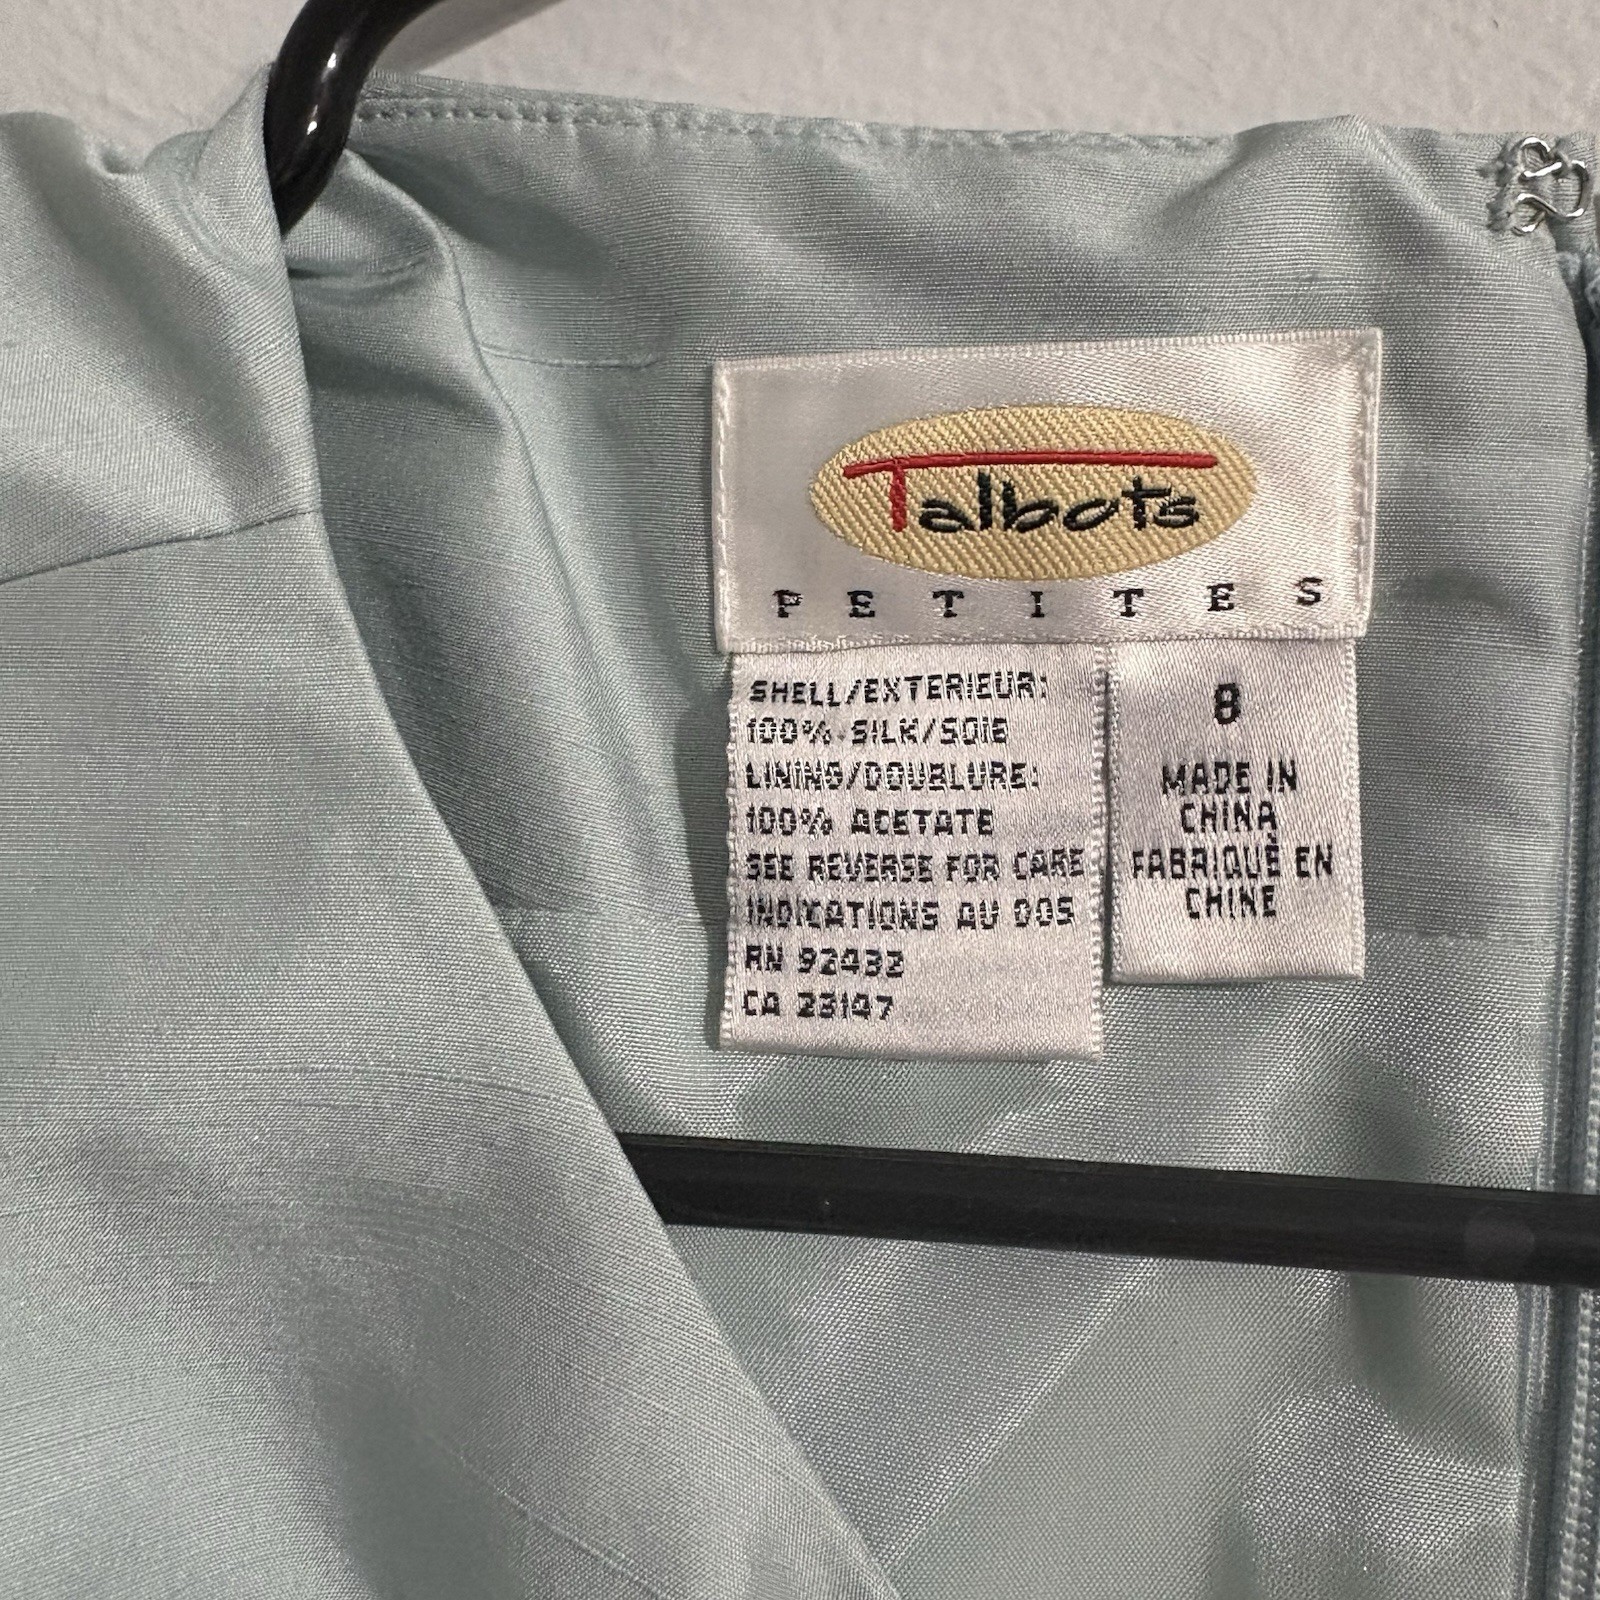 Talbots
PETITES
SHELL/EXTERIEUR:
100% SILK/SOIE
LINING/DOUBLURE:
100% ACETATE
SEE REVERSE FOR CARE
INDICATIONS AU DOS
RN 92432
CA 23147
8
MADE IN
CHINA
FABRIQUÉ EN
CHINE